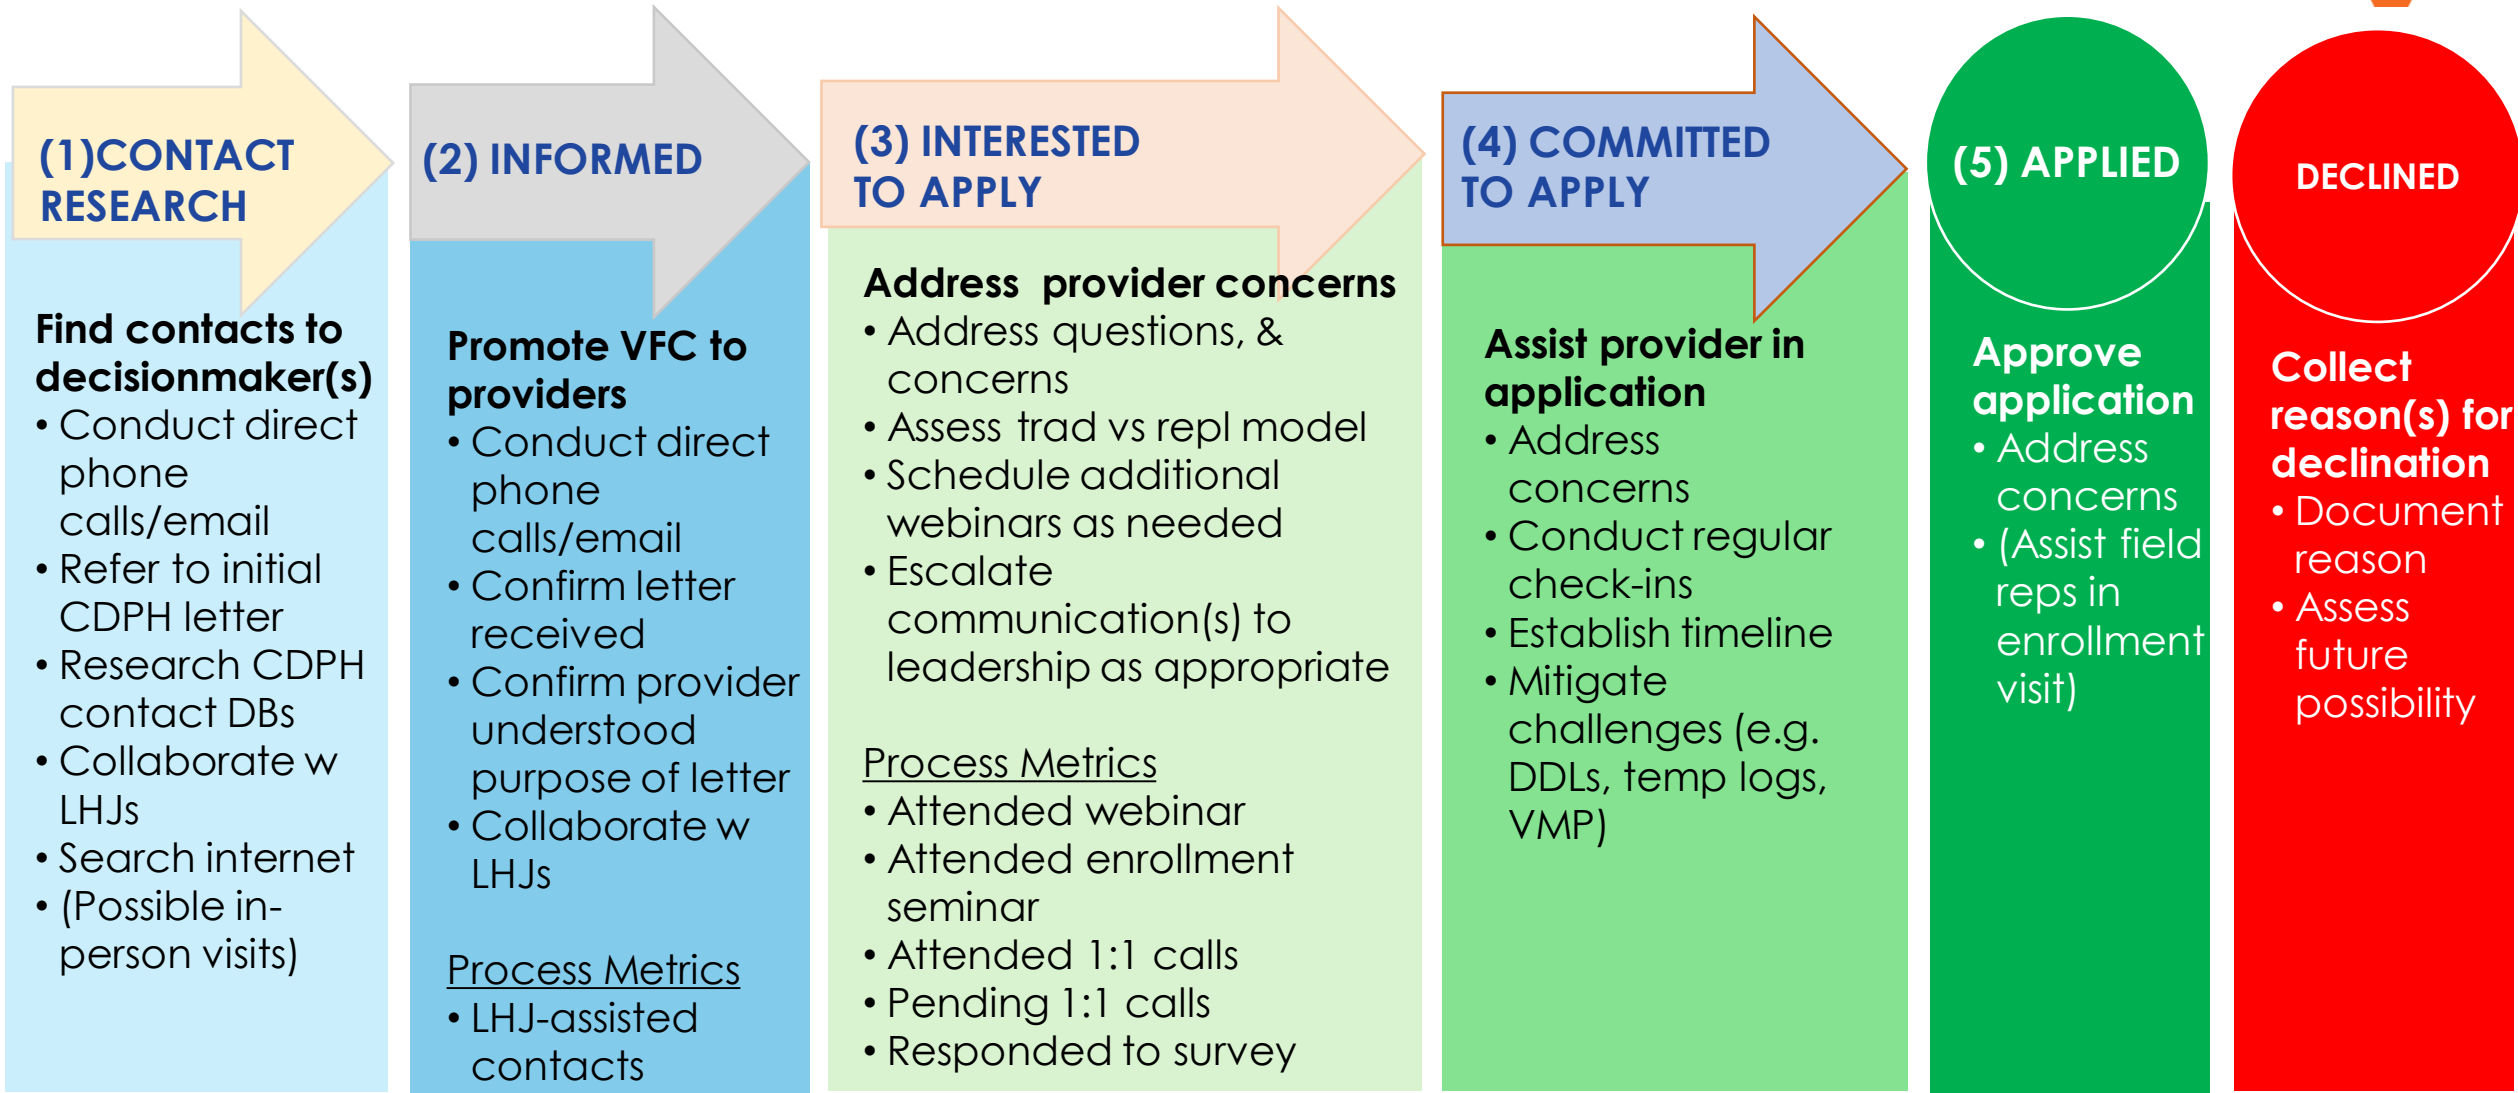 (1)CONTACT
RESEARCH
Find contacts to
decisionmaker(s)
• Conduct direct
phone
calls/email
• Refer to initial
CDPH letter
• Research CDPH
contact DBs
• Collaborate w
LHJs
• Search internet
• (Possible in-
person visits)
(2) INFORMED
Promote VFC to
providers
• Conduct direct
phone
calls/email
• Confirm letter
received
• Confirm provider
understood
purpose of letter
• Collaborate w
LHJs
Process Metrics
• LHJ-assisted
contacts
(3) INTERESTED
TO APPLY
Address provider concerns
• Address questions, &
concerns
• Assess trad vs repl model
• Schedule additional
webinars as needed
• Escalate
communication(s) to
leadership as appropriate
Process Metrics
• Attended webinar
• Attended enrollment
seminar
• Attended 1:1 calls
• Pending 1:1 calls
• Responded to survey
(4) COMMITTED
TO APPLY
Assist provider in
application
• Address
concerns
• Conduct regular
check-ins
• Establish timeline
• Mitigate
challenges (e.g.
DDLs, temp logs,
VMP)
(5) APPLIED
Approve
application
• Address
concerns
• (Assist field
reps in
enrollment
visit)
DECLINED
Collect
reason(s) for
declination
• Document
reason
• Assess
future
possibility